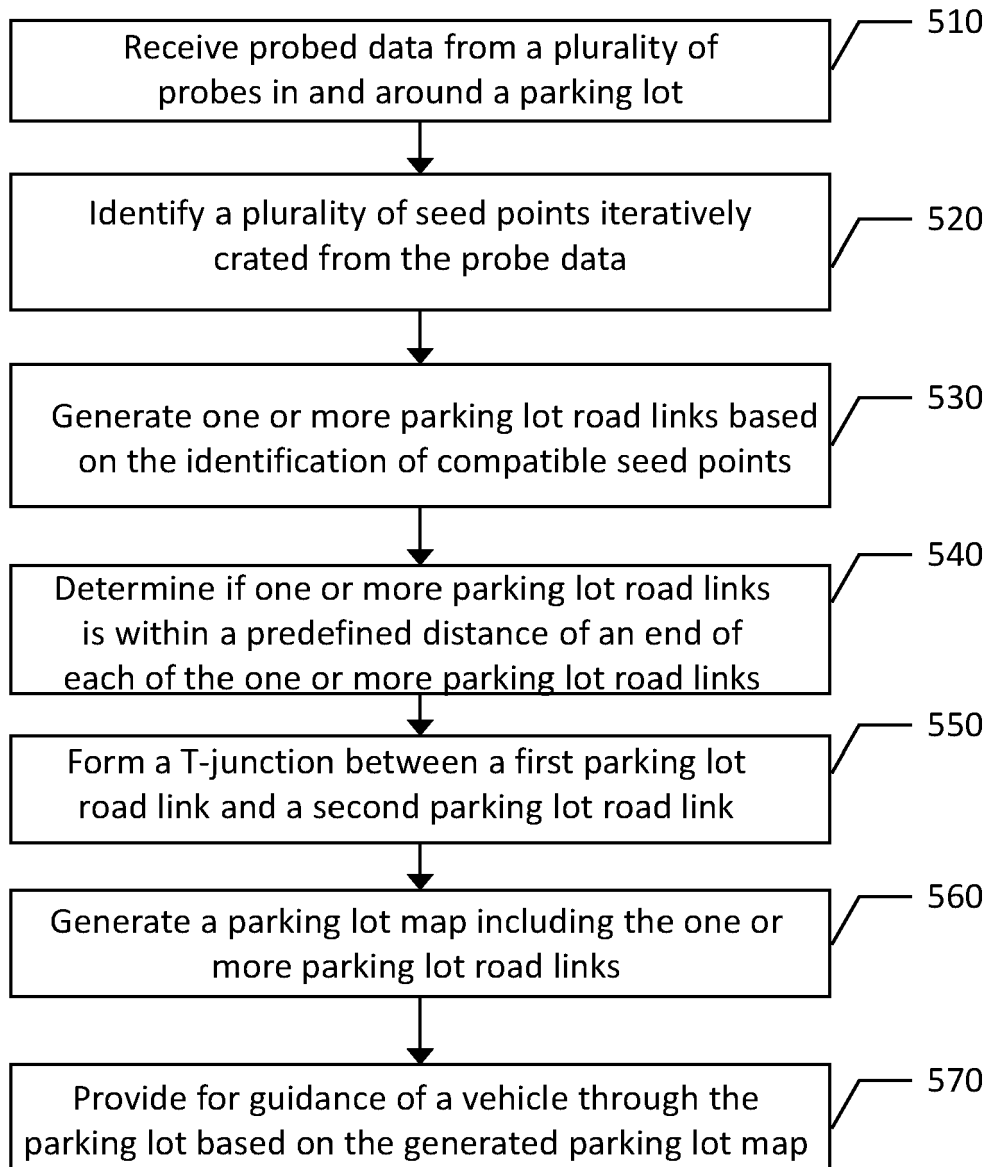 510
Receive probed data from a plurality of
probes in and around a parking lot
520
Identify a plurality of seed points iteratively
crated from the probe data
530
Generate one or more parking lot road links based
on the identification of compatible seed points
540
Determine if one or more parking lot road links
is within a predefined distance of an end of
each of the one or more parking lot road links
550
Form a T-junction between a first parking lot
road link and a second parking lot road link
560
Generate a parking lot map including the one or
more parking lot road links
570
Provide for guidance of a vehicle through the
parking lot based on the generated parking lot map